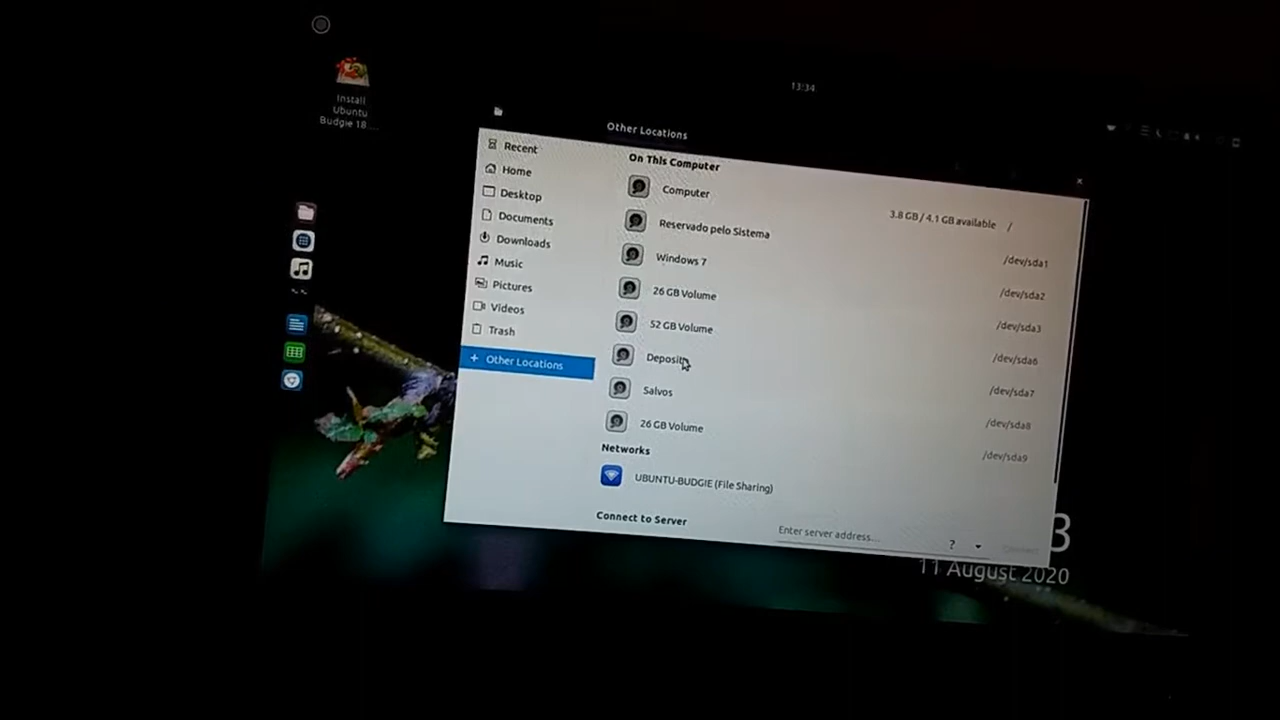 Install
Ubuntu
Budgie 18....
13:34
Other Locations
Recent
Home
Desktop
Documents
Downloads
Music
Pictures
Videos
Trash
+ Other Locations
On This Computer
Computer
3.8 GB / 4.1 GB available /
Reservado pelo Sistema
/dev/sda1
Windows 7
/dev/sda2
26 GB Volume
/dev/sda3
52 GB Volume
/dev/sda6
Deposito
/dev/sda7
Salvos
/dev/sda8
26 GB Volume
/dev/sda9
Networks
UBUNTU-BUDGIE (File Sharing)
Connect to Server
Enter server address...
?
Connect
3
11 August 2020